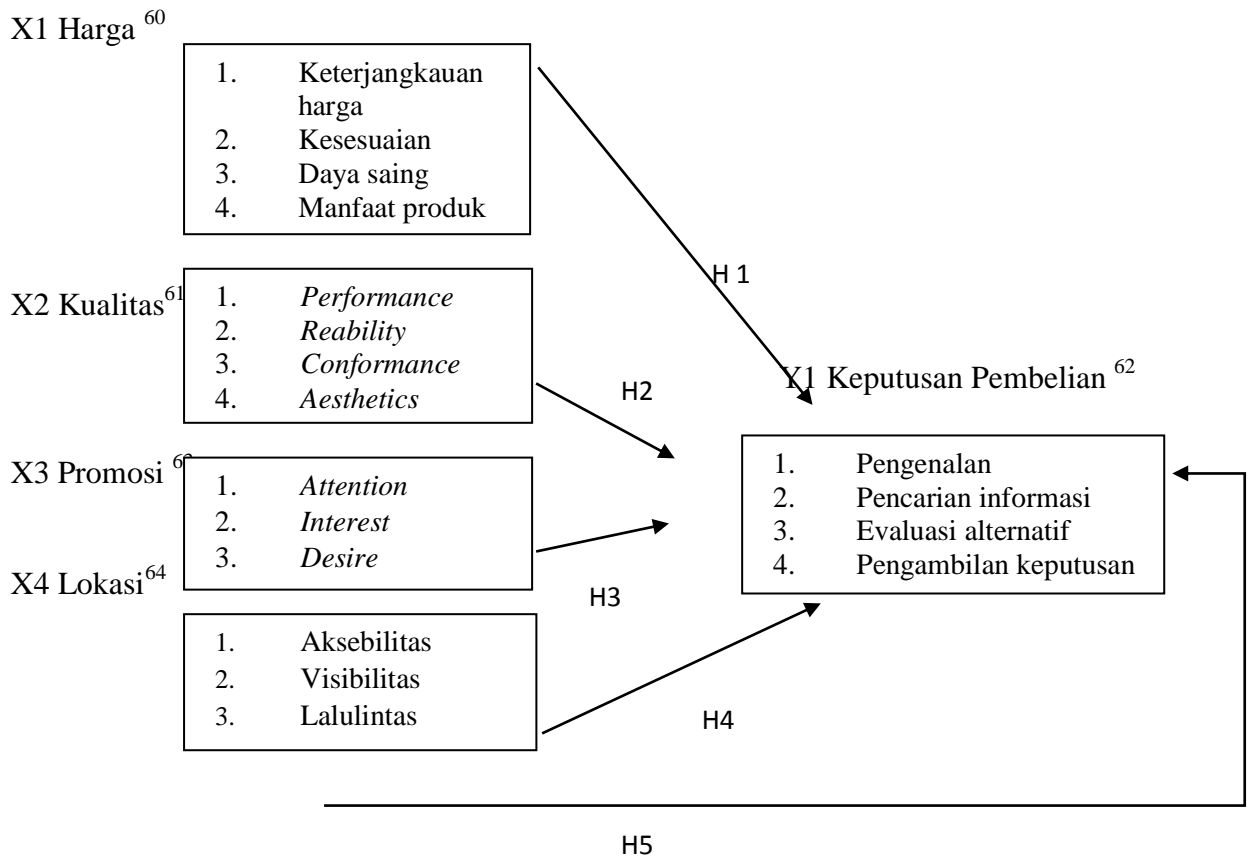 X1 Harga 60
1. Keterjangkauan
harga
2. Kesesuaian
3. Daya saing
4. Manfaat produk
H 1
X2 Kualitas61
1. Performance
2. Reability
3. Conformance
4. Aesthetics
H2
Y1 Keputusan Pembelian 62
1. Pengenalan
2. Pencarian informasi
3. Evaluasi alternatif
4. Pengambilan keputusan
X3 Promosi
1. Attention
2. Interest
3. Desire
H3
X4 Lokasi64
1. Aksebilitas
2. Visibilitas
3. Lalulintas
H4
H5